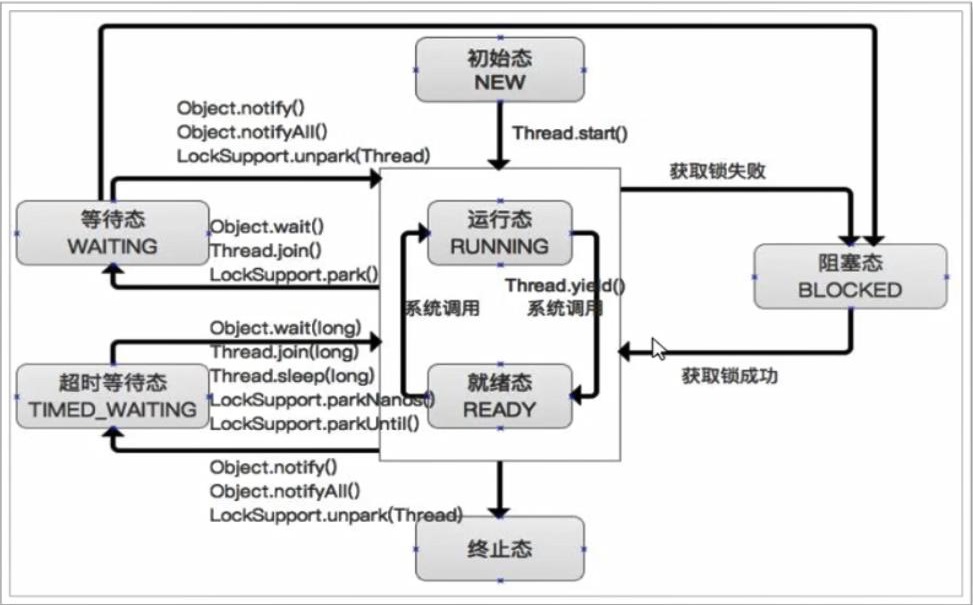 初始态
NEW
Object.notify()
Object.notifyAll()
LockSupport.unpark(Thread)
Thread.start()
获取锁失败
等待态
WAITING
Object.wait()
Thread.join()
LockSupport.park()
运行态
RUNNING
阻塞态
BLOCKED
Thread.yield()
系统调用
系统调用
Object.wait(long)
Thread.join(long)
Thread.sleep(long)
LockSupport.parkNanos()
LockSupport.parkUntil()
超时等待态
TIMED_WAITING
就绪态
READY
获取锁成功
Object.notify()
Object.notifyAll()
LockSupport.unpark(Thread)
终止态